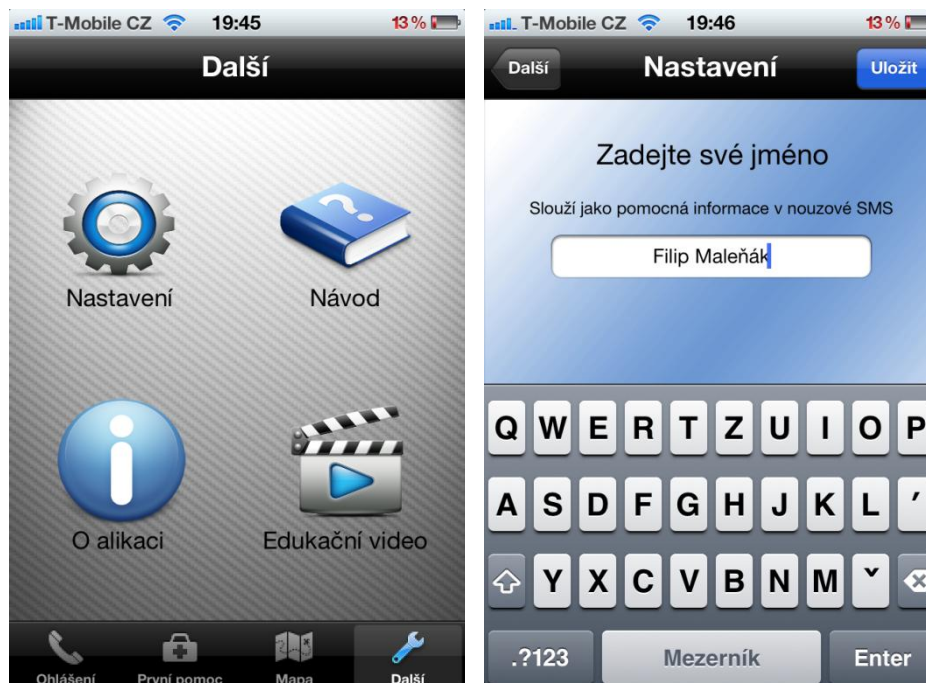 T-Mobile CZ 19:45 13 %
Další
Nastavení
Návod
O alikaci
Edukační video
Ohlášení
První pomoc
Mapa
Další
T-Mobile CZ 19:46 13 %
Další
Nastavení
Uložit
Zadejte své jméno
Slouží jako pomocná informace v nouzové SMS
Filip Maleňák
Q W E R T Z U I O P
A S D F G H J K L ´
Y X C V B N M ˇ
.?123
Mezerník
Enter